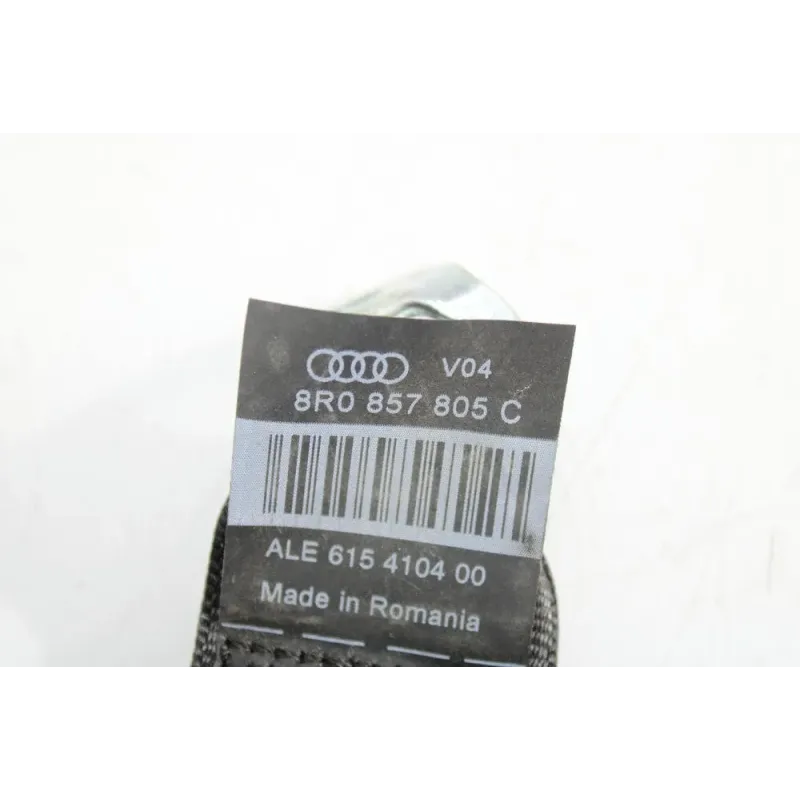 V04
8R0 857 805 C
ALE 615 4104 00
Made in Romania